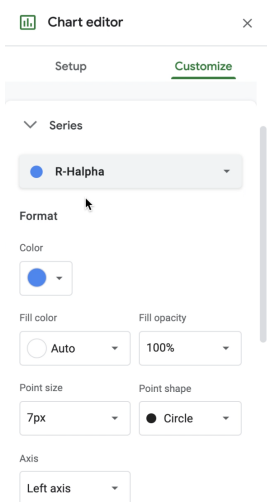 Chart editor
Setup Customize
Series
R-Halpha
Format
Color
Fill color Fill opacity
Auto 100%
Point size Point shape
7px Circle
Axis
Left axis